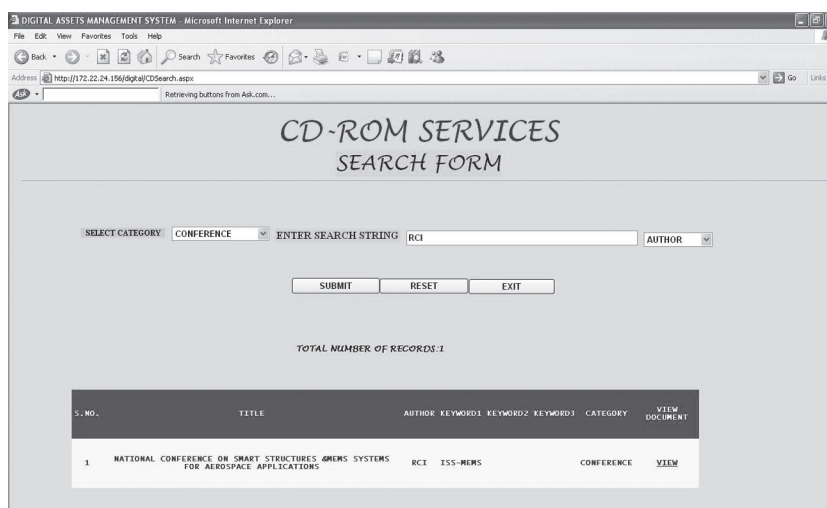 DIGITAL ASSETS MANAGEMENT SYSTEM - Microsoft Internet Explorer
File Edit View Favorites Tools Help
Back Search Favorites
Address http://172.22.24.156/digital/CDSearch.aspx Go Links
Ask Retrieving buttons from Ask.com...
CD-ROM SERVICES
SEARCH FORM
SELECT CATEGORY CONFERENCE ENTER SEARCH STRING RCI AUTHOR
SUBMIT RESET EXIT
TOTAL NUMBER OF RECORDS:1
S.NO. TITLE AUTHOR KEYWORD1 KEYWORD2 KEYWORD3 CATEGORY VIEW DOCUMENT
1 NATIONAL CONFERENCE ON SMART STRUCTURES &MEMS SYSTEMS
FOR AEROSPACE APPLICATIONS RCI ISS-MEMS CONFERENCE VIEW